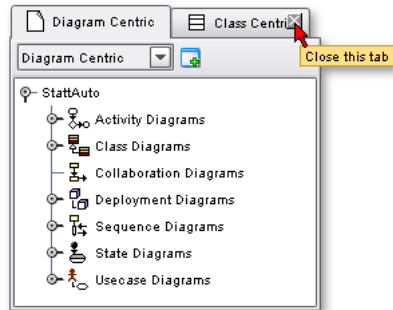 Diagram Centric
Class Centri
Diagram Centric
Close this tab
StattAuto
Activity Diagrams
Class Diagrams
Collaboration Diagrams
Deployment Diagrams
Sequence Diagrams
State Diagrams
Usecase Diagrams